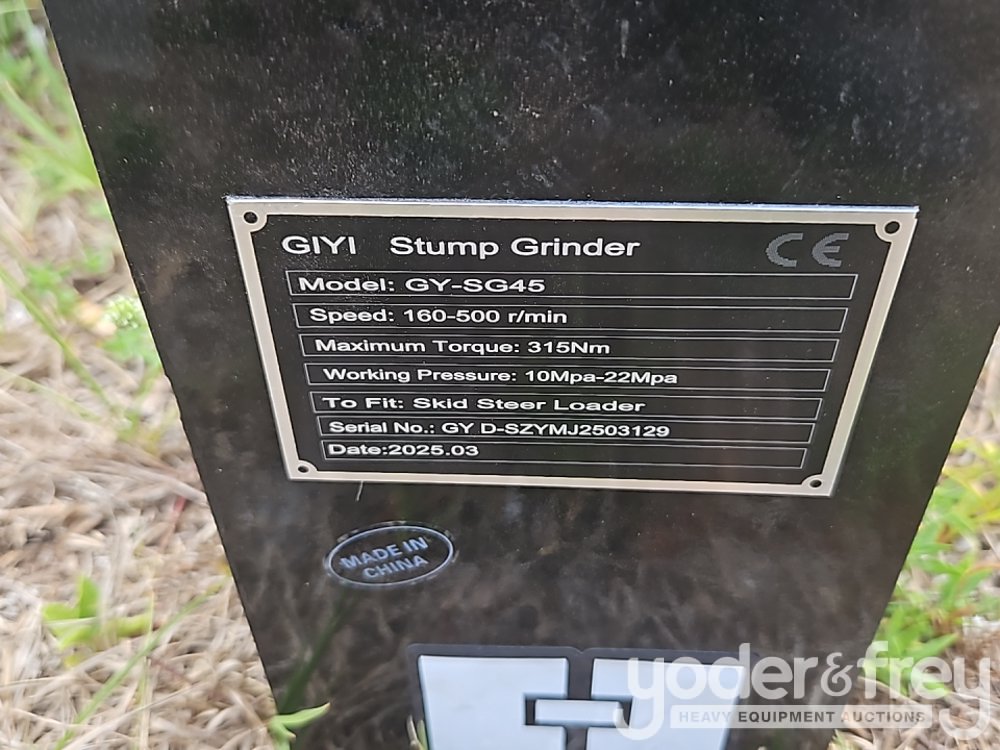 GIYI Stump Grinder CE
Model: GY-SG45
Speed: 160-500 r/min
Maximum Torque: 315Nm
Working Pressure: 10Mpa-22Mpa
To Fit: Skid Steer Loader
Serial No.: GY D-SZYMJ2503129
Date:2025.03
MADE IN
CHINA
yoder&frey
HEAVY EQUIPMENT AUCTIONS